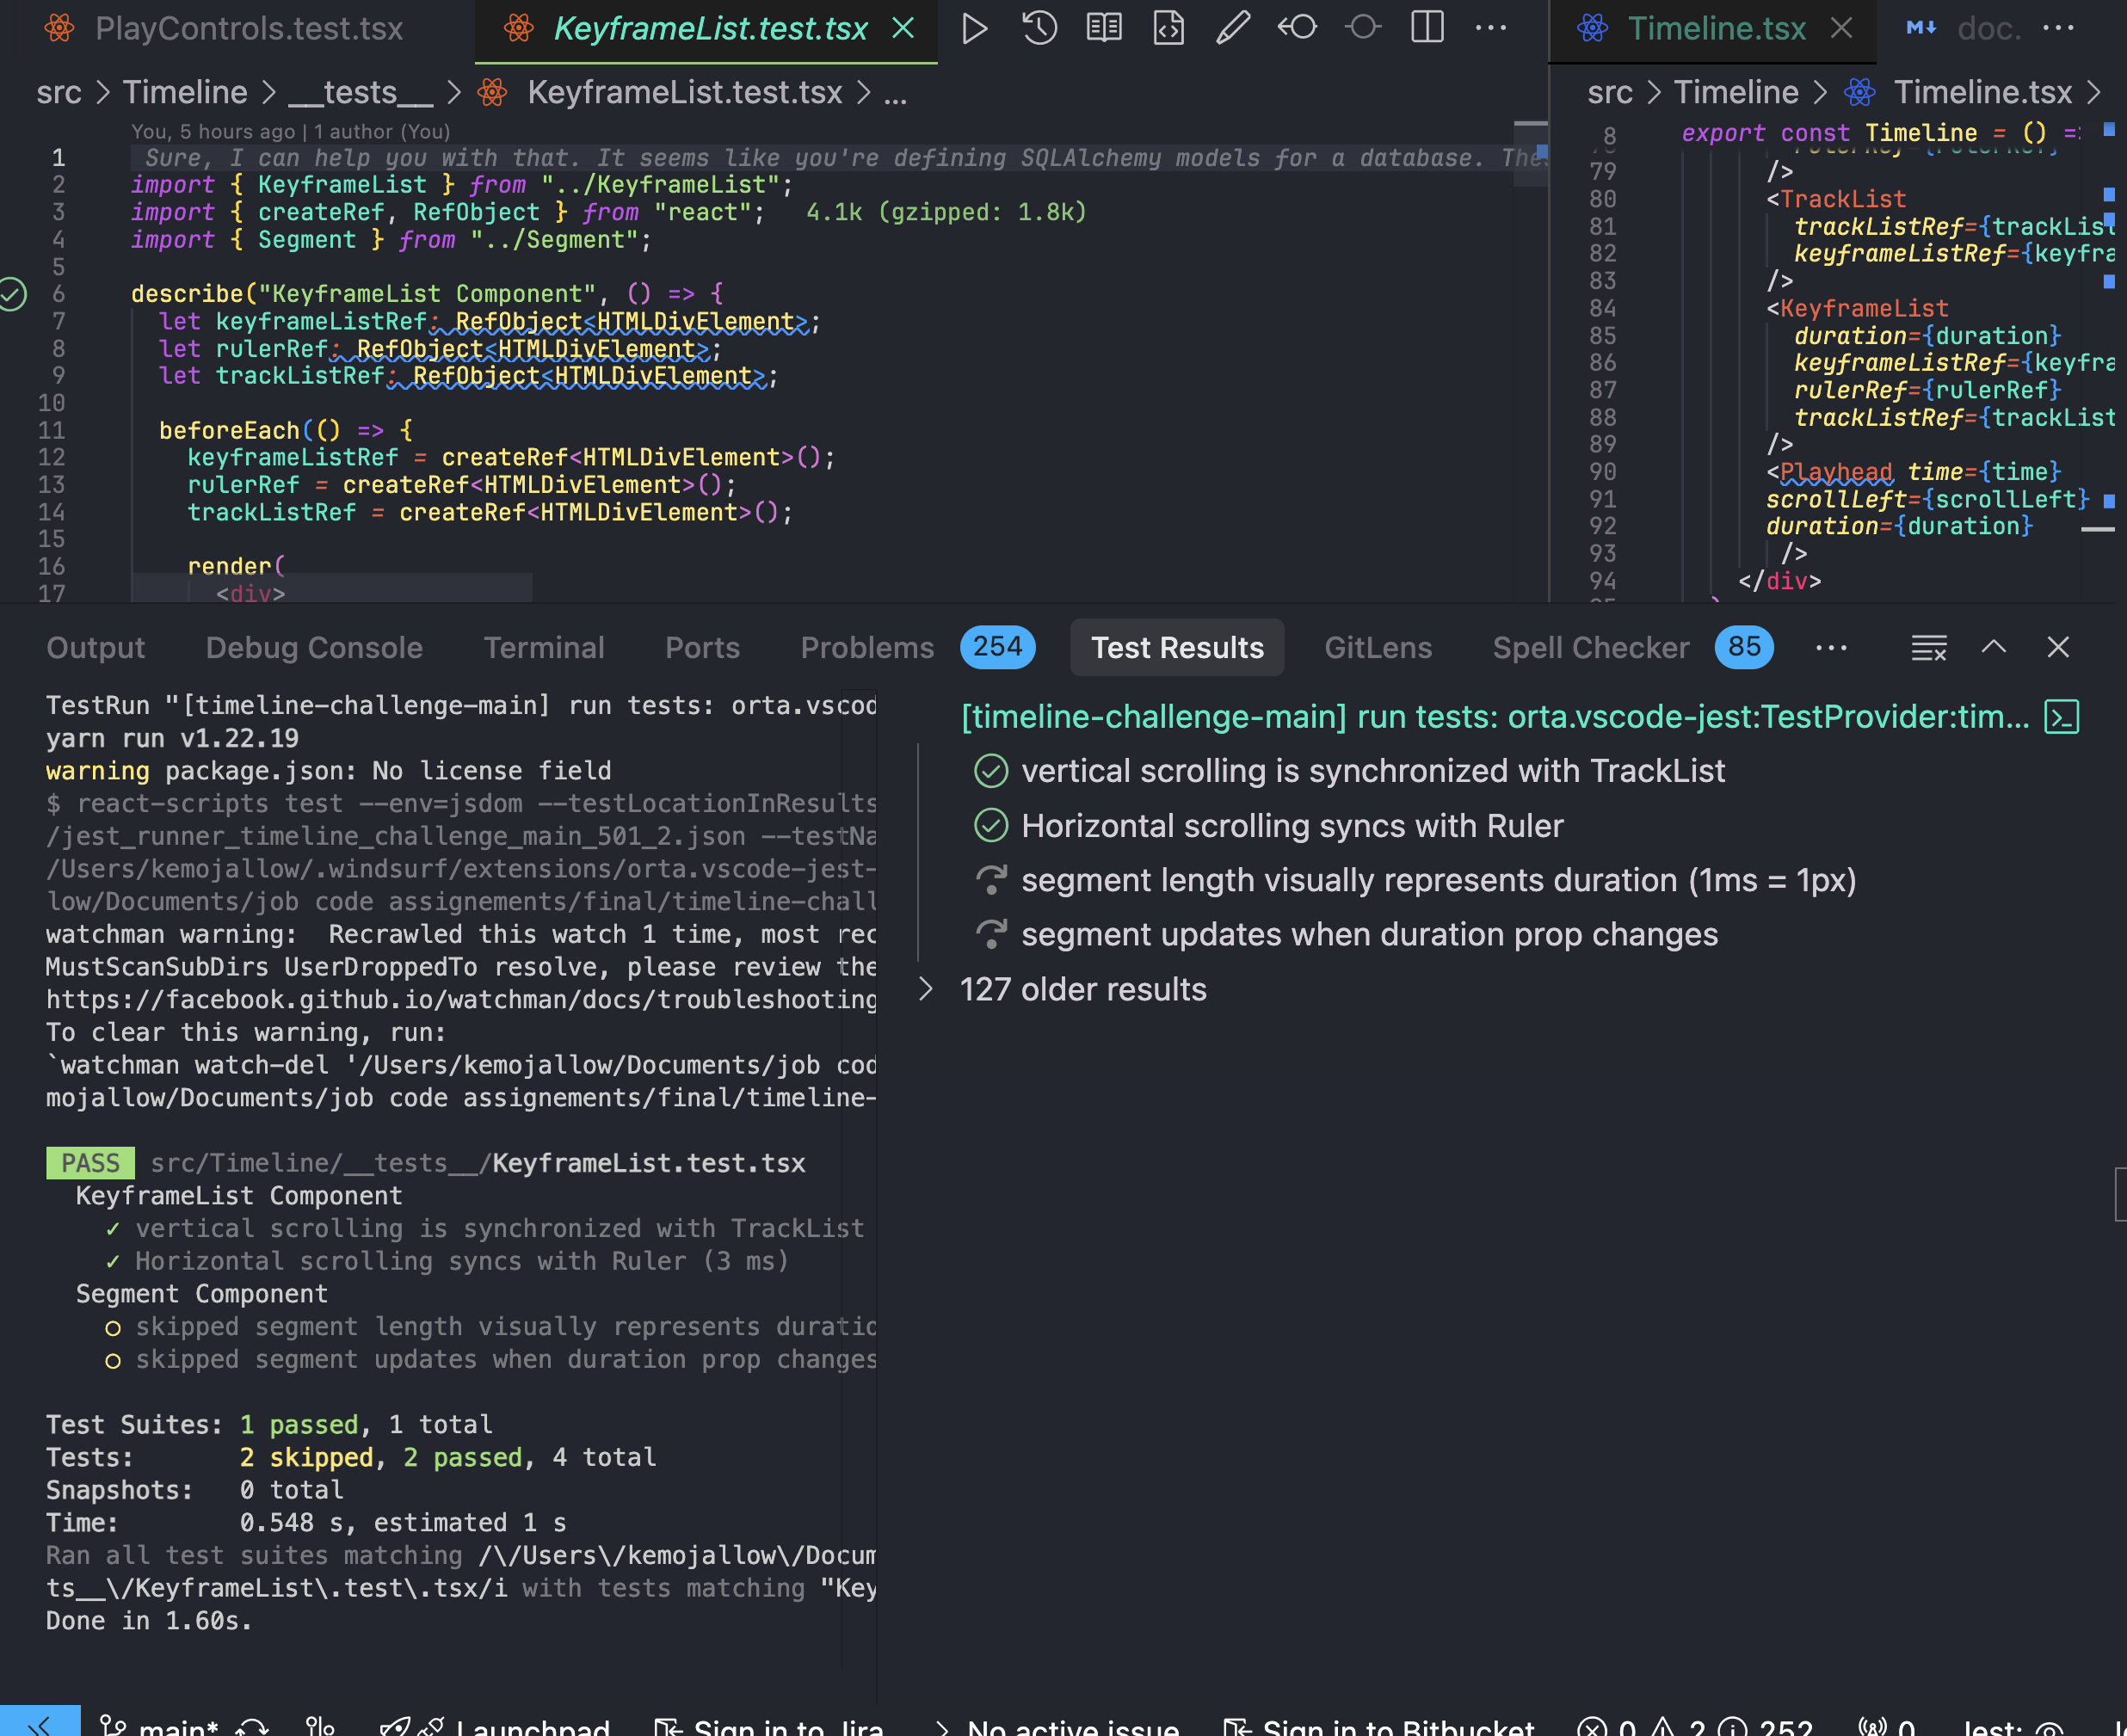 PlayControls.test.tsx
KeyframeList.test.tsx
Timeline.tsx
doc.
src > Timeline > __tests__ > KeyframeList.test.tsx > ...
src > Timeline > Timeline.tsx >
You, 5 hours ago | 1 author (You)
1 Sure, I can help you with that. It seems like you're defining SQLAlchemy models for a database. The
2 import { KeyframeList } from "../KeyframeList";
3 import { createRef, RefObject } from "react"; 4.1k (gzipped: 1.8k)
4 import { Segment } from "../Segment";
5
6 describe("KeyframeList Component", () => {
7 let keyframeListRef: RefObject<HTMLDivElement>;
8 let rulerRef: RefObject<HTMLDivElement>;
9 let trackListRef: RefObject<HTMLDivElement>;
10
11 beforeEach(() => {
12 keyframeListRef = createRef<HTMLDivElement>();
13 rulerRef = createRef<HTMLDivElement>();
14 trackListRef = createRef<HTMLDivElement>();
15
16 render(
17 <div>
8 export const Timeline = () =
79 />
80 <TrackList
81 trackListRef={trackList
82 keyframeListRef={keyfra
83 />
84 <KeyframeList
85 duration={duration}
86 keyframeListRef={keyfra
87 rulerRef={rulerRef}
88 trackListRef={trackList
89 />
90 <Playhead time={time}
91 scrollLeft={scrollLeft}
92 duration={duration}
93 />
94 </div>
Output Debug Console Terminal Ports Problems 254 Test Results GitLens Spell Checker 85 ...
TestRun "[timeline-challenge-main] run tests: orta.vscod
yarn run v1.22.19
warning package.json: No license field
$ react-scripts test --env=jsdom --testLocationInResults
/jest_runner_timeline_challenge_main_501_2.json --testNa
/Users/kemojallow/.windsurf/extensions/orta.vscode-jest-
low/Documents/job code assignements/final/timeline-chall
watchman warning:  Recrawled this watch 1 time, most rec
MustScanSubDirs UserDroppedTo resolve, please review the
https://facebook.github.io/watchman/docs/troubleshooting
To clear this warning, run:
`watchman watch-del '/Users/kemojallow/Documents/job cod
mojallow/Documents/job code assignements/final/timeline-
PASS src/Timeline/__tests__/KeyframeList.test.tsx
KeyframeList Component
✓ vertical scrolling is synchronized with TrackList
✓ Horizontal scrolling syncs with Ruler (3 ms)
Segment Component
○ skipped segment length visually represents duratio
○ skipped segment updates when duration prop changes
Test Suites: 1 passed, 1 total
Tests: 2 skipped, 2 passed, 4 total
Snapshots: 0 total
Time: 0.548 s, estimated 1 s
Ran all test suites matching /\/Users\/kemojallow\/Docum
ts__\/KeyframeList\.test\.tsx/i with tests matching "Key
Done in 1.60s.
[timeline-challenge-main] run tests: orta.vscode-jest:TestProvider:tim...
vertical scrolling is synchronized with TrackList
Horizontal scrolling syncs with Ruler
segment length visually represents duration (1ms = 1px)
segment updates when duration prop changes
127 older results
main* Launchpad Sign in to Jira No active issue Sign in to Bitbucket 0 2 252 0 Jest: